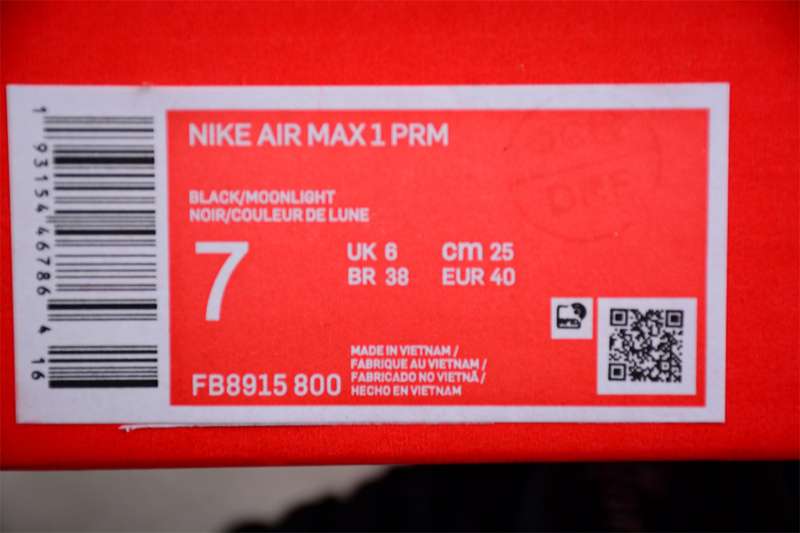 NIKE AIR MAX 1 PRM
BLACK/MOONLIGHT
NOIR/COULEUR DE LUNE
7
UK 6
cm 25
BR 38
EUR 40
FB8915 800
MADE IN VIETNAM /
FABRIQUE AU VIETNAM /
FABRICADO NO VIETNÃ /
HECHO EN VIETNAM
1 93154 46786 4 16